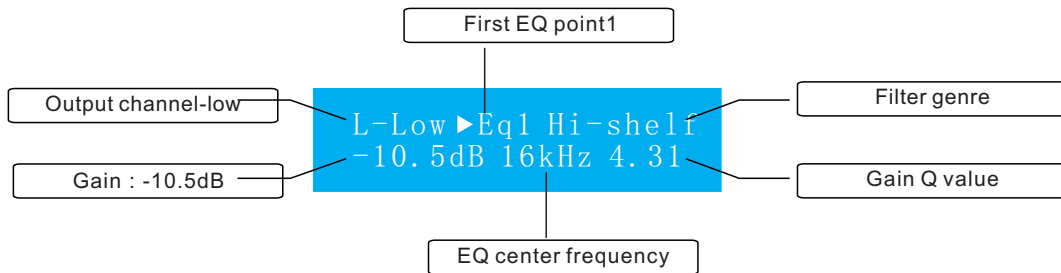 First EQ point1
Output channel-low
Filter genre
L-Low ▶Eq1 Hi-shelf
-10.5dB 16kHz 4.31
Gain : -10.5dB
Gain Q value
EQ center frequency